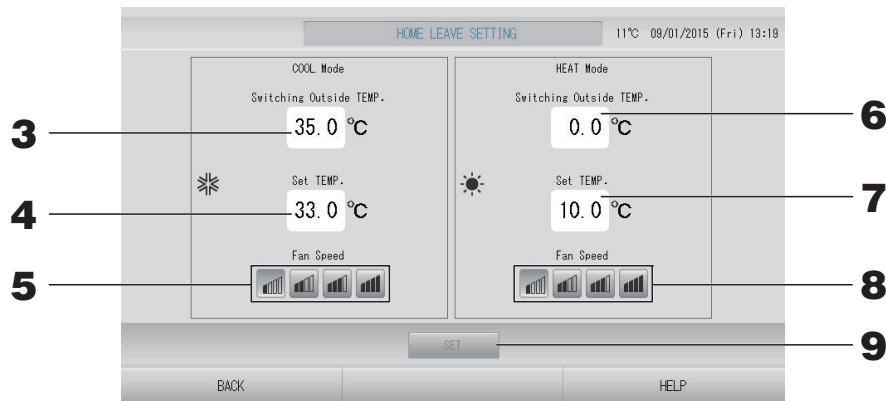 HOME LEAVE SETTING 11°C 09/01/2015 (Fri) 13:19
COOL Mode
Switching Outside TEMP.
3 35.0 °C
Set TEMP.
4 33.0 °C
Fan Speed
5
HEAT Mode
Switching Outside TEMP.
0.0 °C 6
Set TEMP.
10.0 °C 7
Fan Speed
8
SET 9
BACK HELP